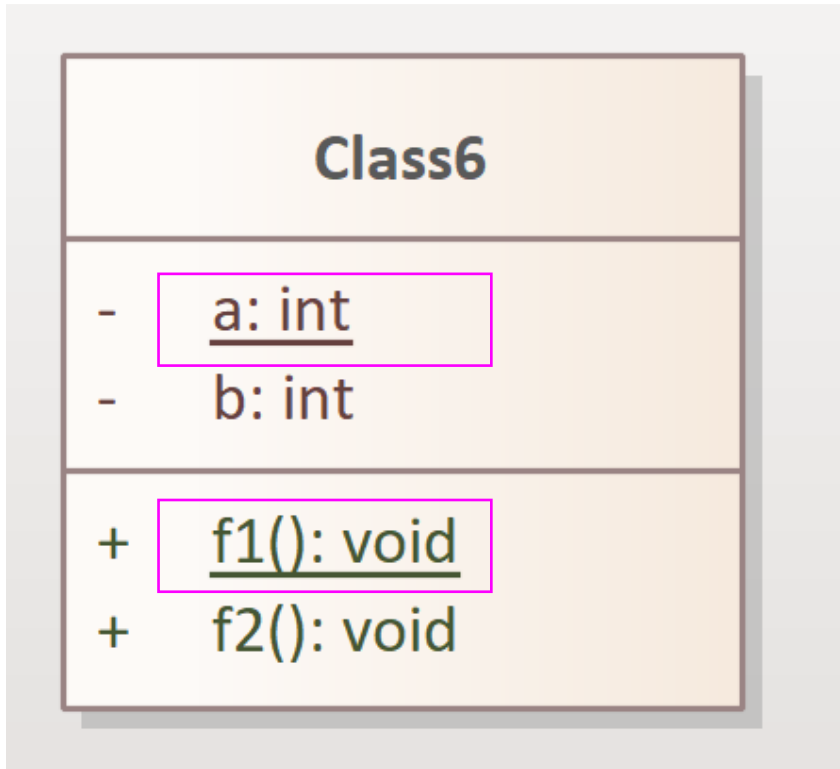 Class6
- a: int
- b: int
+ f1(): void
+ f2(): void